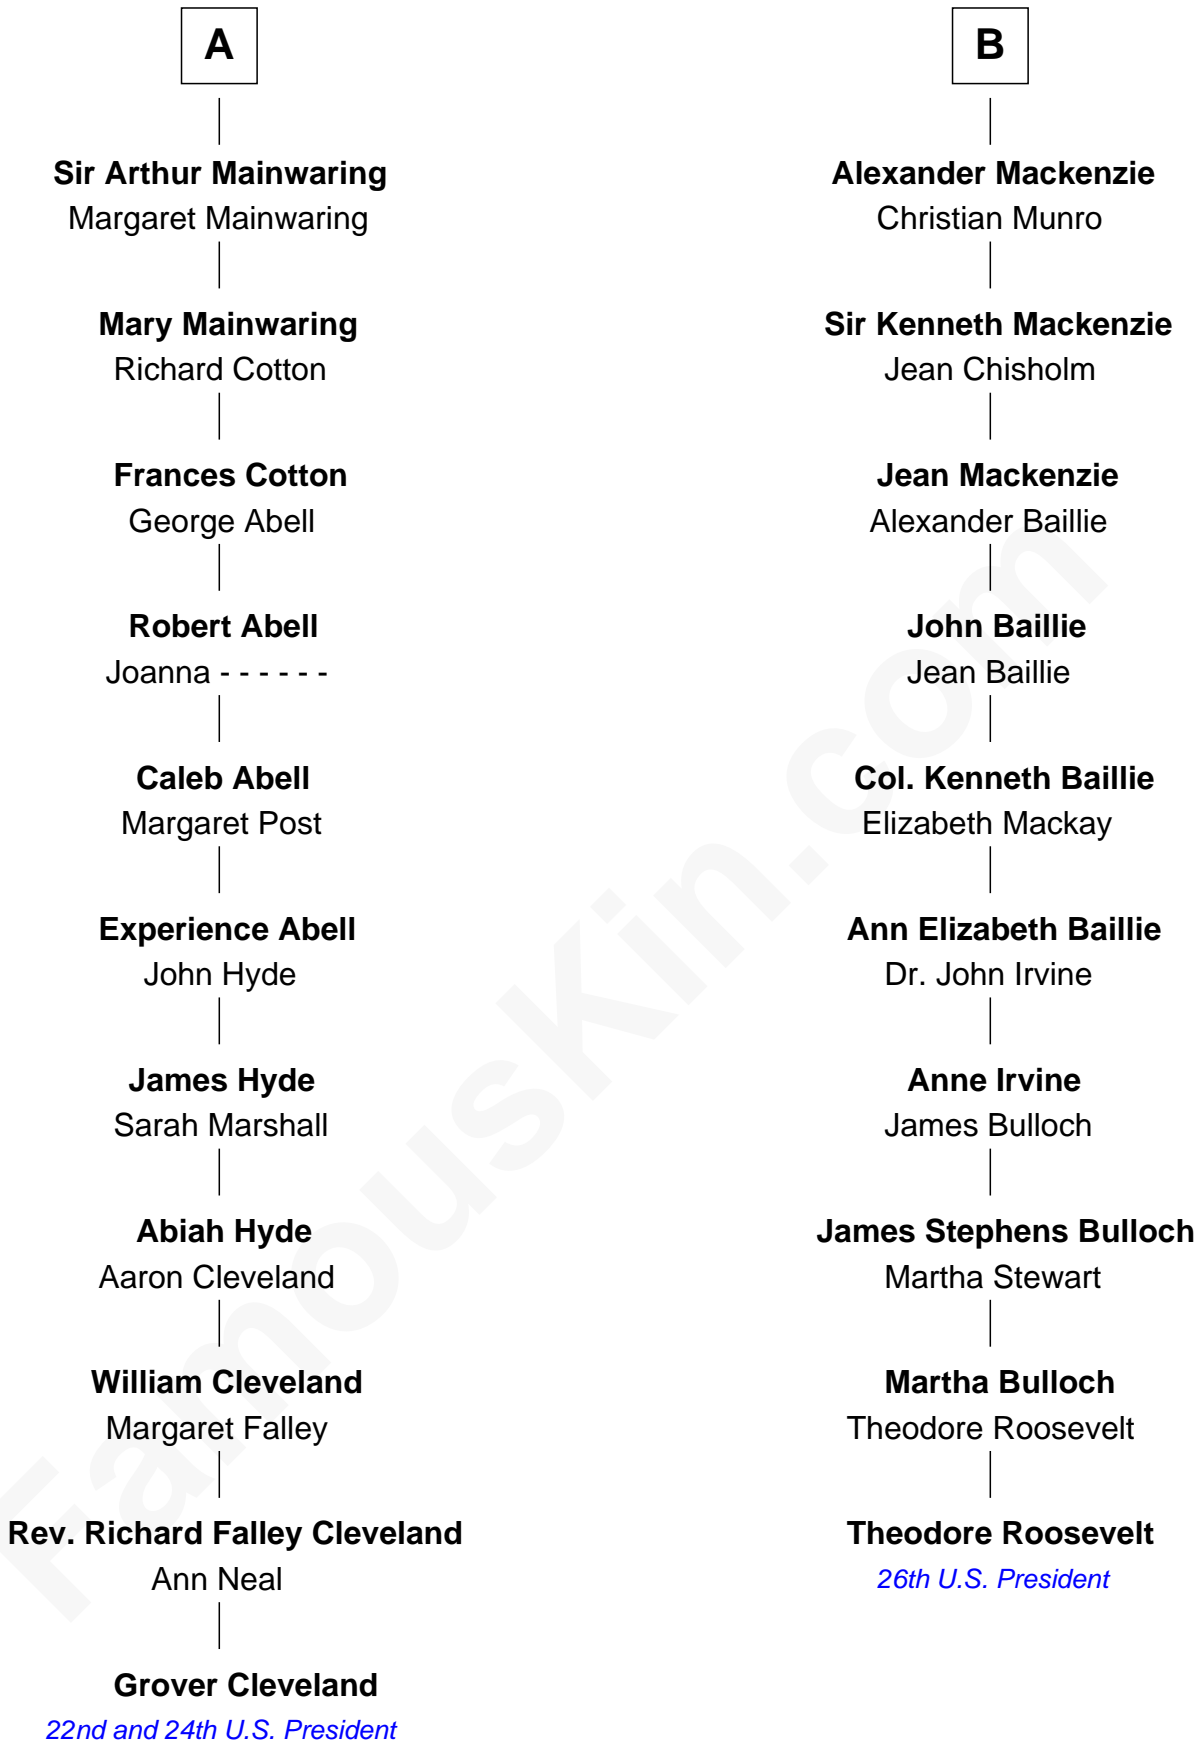 A
Sir Arthur Mainwaring
Margaret Mainwaring
Mary Mainwaring
Richard Cotton
Frances Cotton
George Abell
Robert Abell
Joanna - - - - - -
Caleb Abell
Margaret Post
Experience Abell
John Hyde
James Hyde
Sarah Marshall
Abiah Hyde
Aaron Cleveland
William Cleveland
Margaret Falley
Rev. Richard Falley Cleveland
Ann Neal
Grover Cleveland
22nd and 24th U.S. President
B
Alexander Mackenzie
Christian Munro
Sir Kenneth Mackenzie
Jean Chisholm
Jean Mackenzie
Alexander Baillie
John Baillie
Jean Baillie
Col. Kenneth Baillie
Elizabeth Mackay
Ann Elizabeth Baillie
Dr. John Irvine
Anne Irvine
James Bulloch
James Stephens Bulloch
Martha Stewart
Martha Bulloch
Theodore Roosevelt
Theodore Roosevelt
26th U.S. President
FamousKin.com